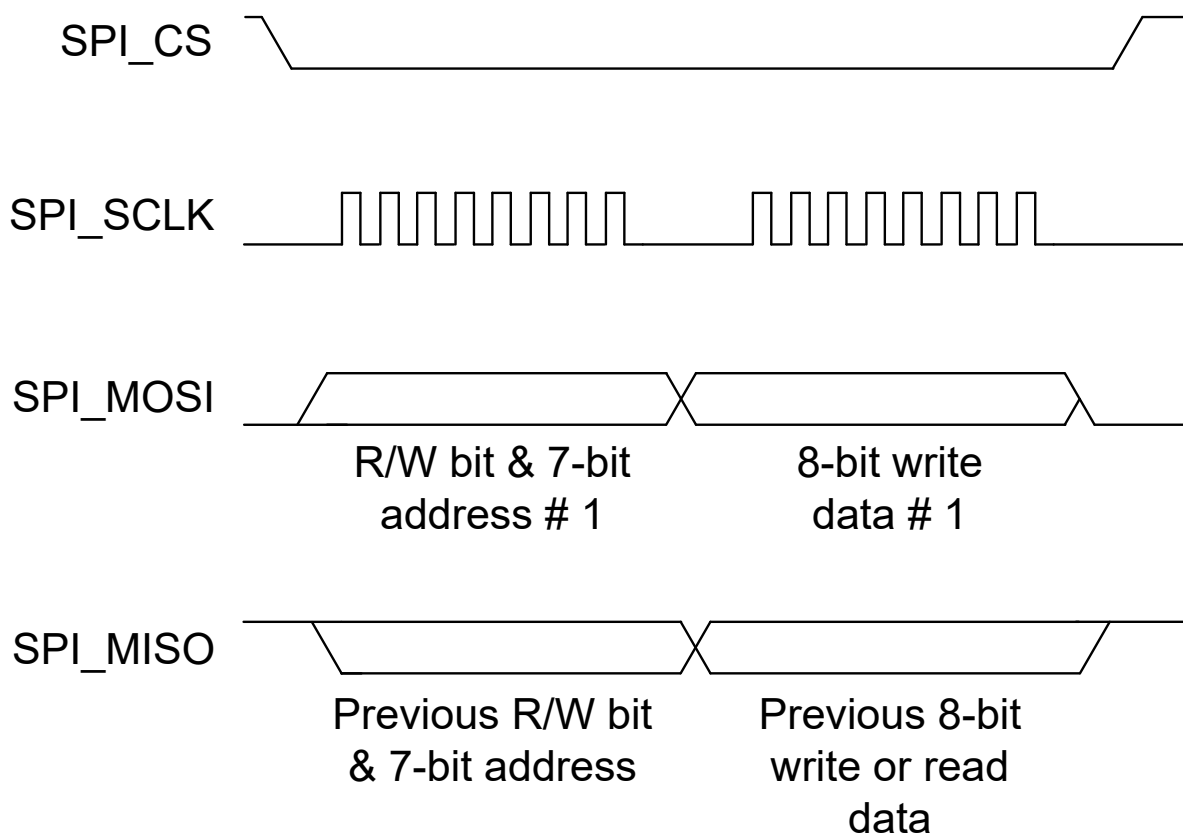 SPI_CS
SPI_SCLK
SPI_MOSI
R/W bit & 7-bit
address # 1
8-bit write
data # 1
SPI_MISO
Previous R/W bit
& 7-bit address
Previous 8-bit
write or read
data